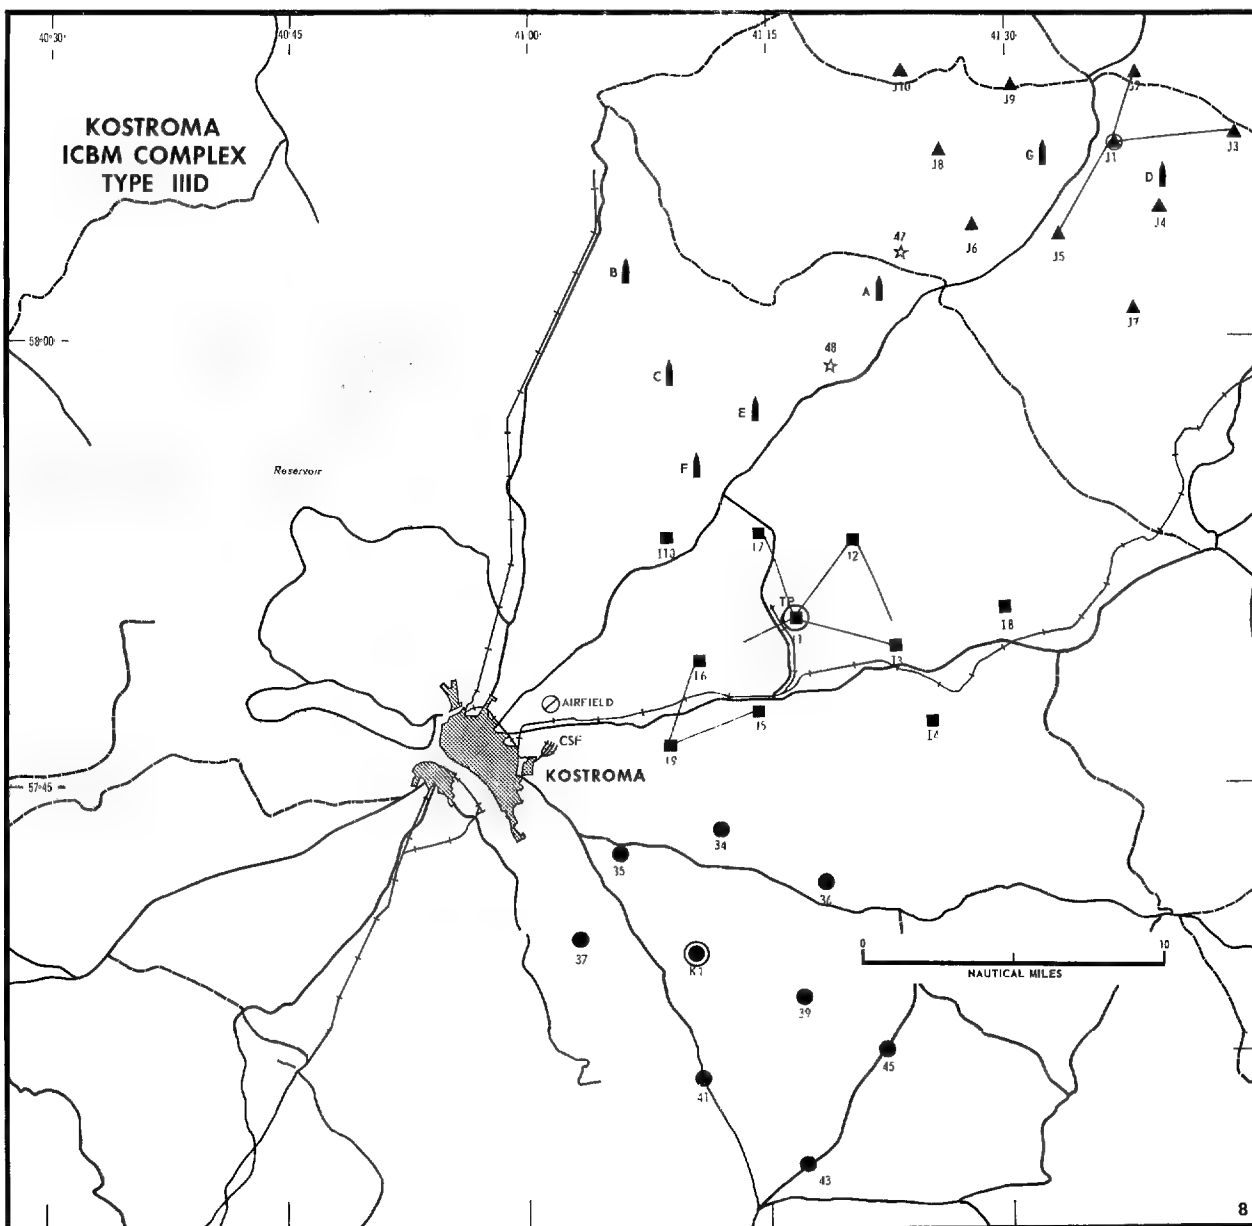 40°30'
40°45'
41°00'
41°15'
41°30'
KOSTROMA
ICBM COMPLEX
TYPE IIID
J10
J9
J3
J1
J8
G
D
J4
J6
J5
47
B
A
J7
58°00'
48
C
E
F
Reservoir
I10
I7
I2
TP
I8
I3
I6
AIRFIELD
I5
I4
CSF
I9
KOSTROMA
57°45'
34
35
36
37
K1
0
10
NAUTICAL MILES
39
45
41
43
8